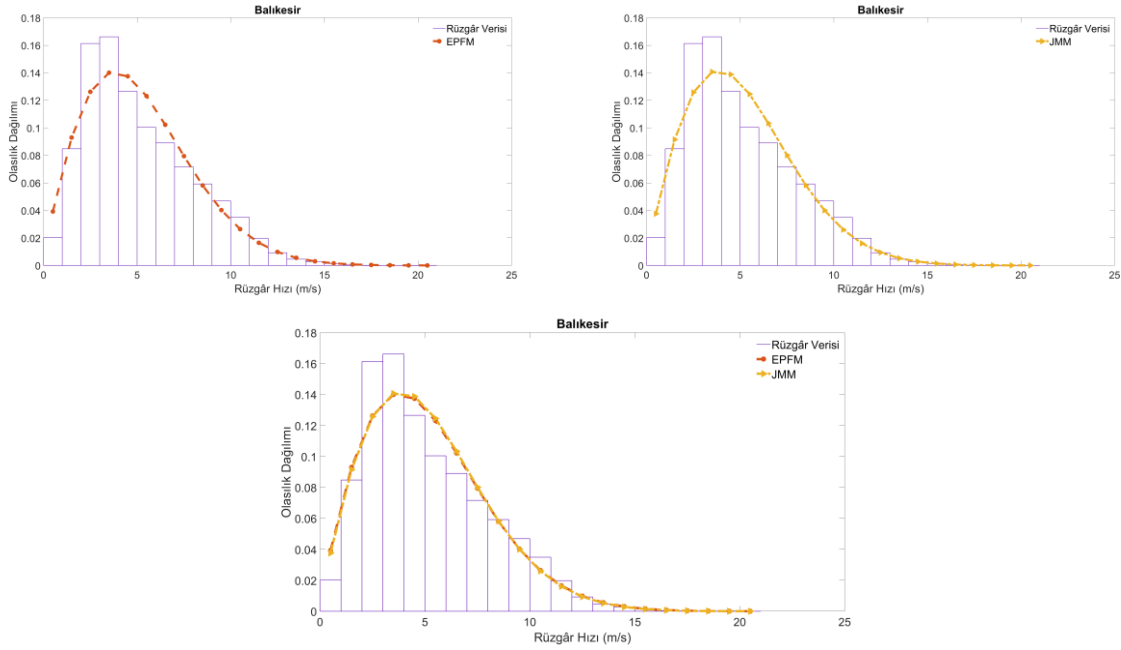 Balıkesir
0.18
0.16
0.14
0.12
0.1
0.08
0.06
0.04
0.02
0
Olasılık Dağılımı
Rüzgâr Verisi
EPFM
0 5 10 15 20 25
Rüzgâr Hızı (m/s)
Balıkesir
0.18
0.16
0.14
0.12
0.1
0.08
0.06
0.04
0.02
0
Olasılık Dağılımı
Rüzgâr Verisi
JMM
0 5 10 15 20 25
Rüzgâr Hızı (m/s)
Balıkesir
0.18
0.16
0.14
0.12
0.1
0.08
0.06
0.04
0.02
0
Olasılık Dağılımı
Rüzgâr Verisi
EPFM
JMM
0 5 10 15 20 25
Rüzgâr Hızı (m/s)